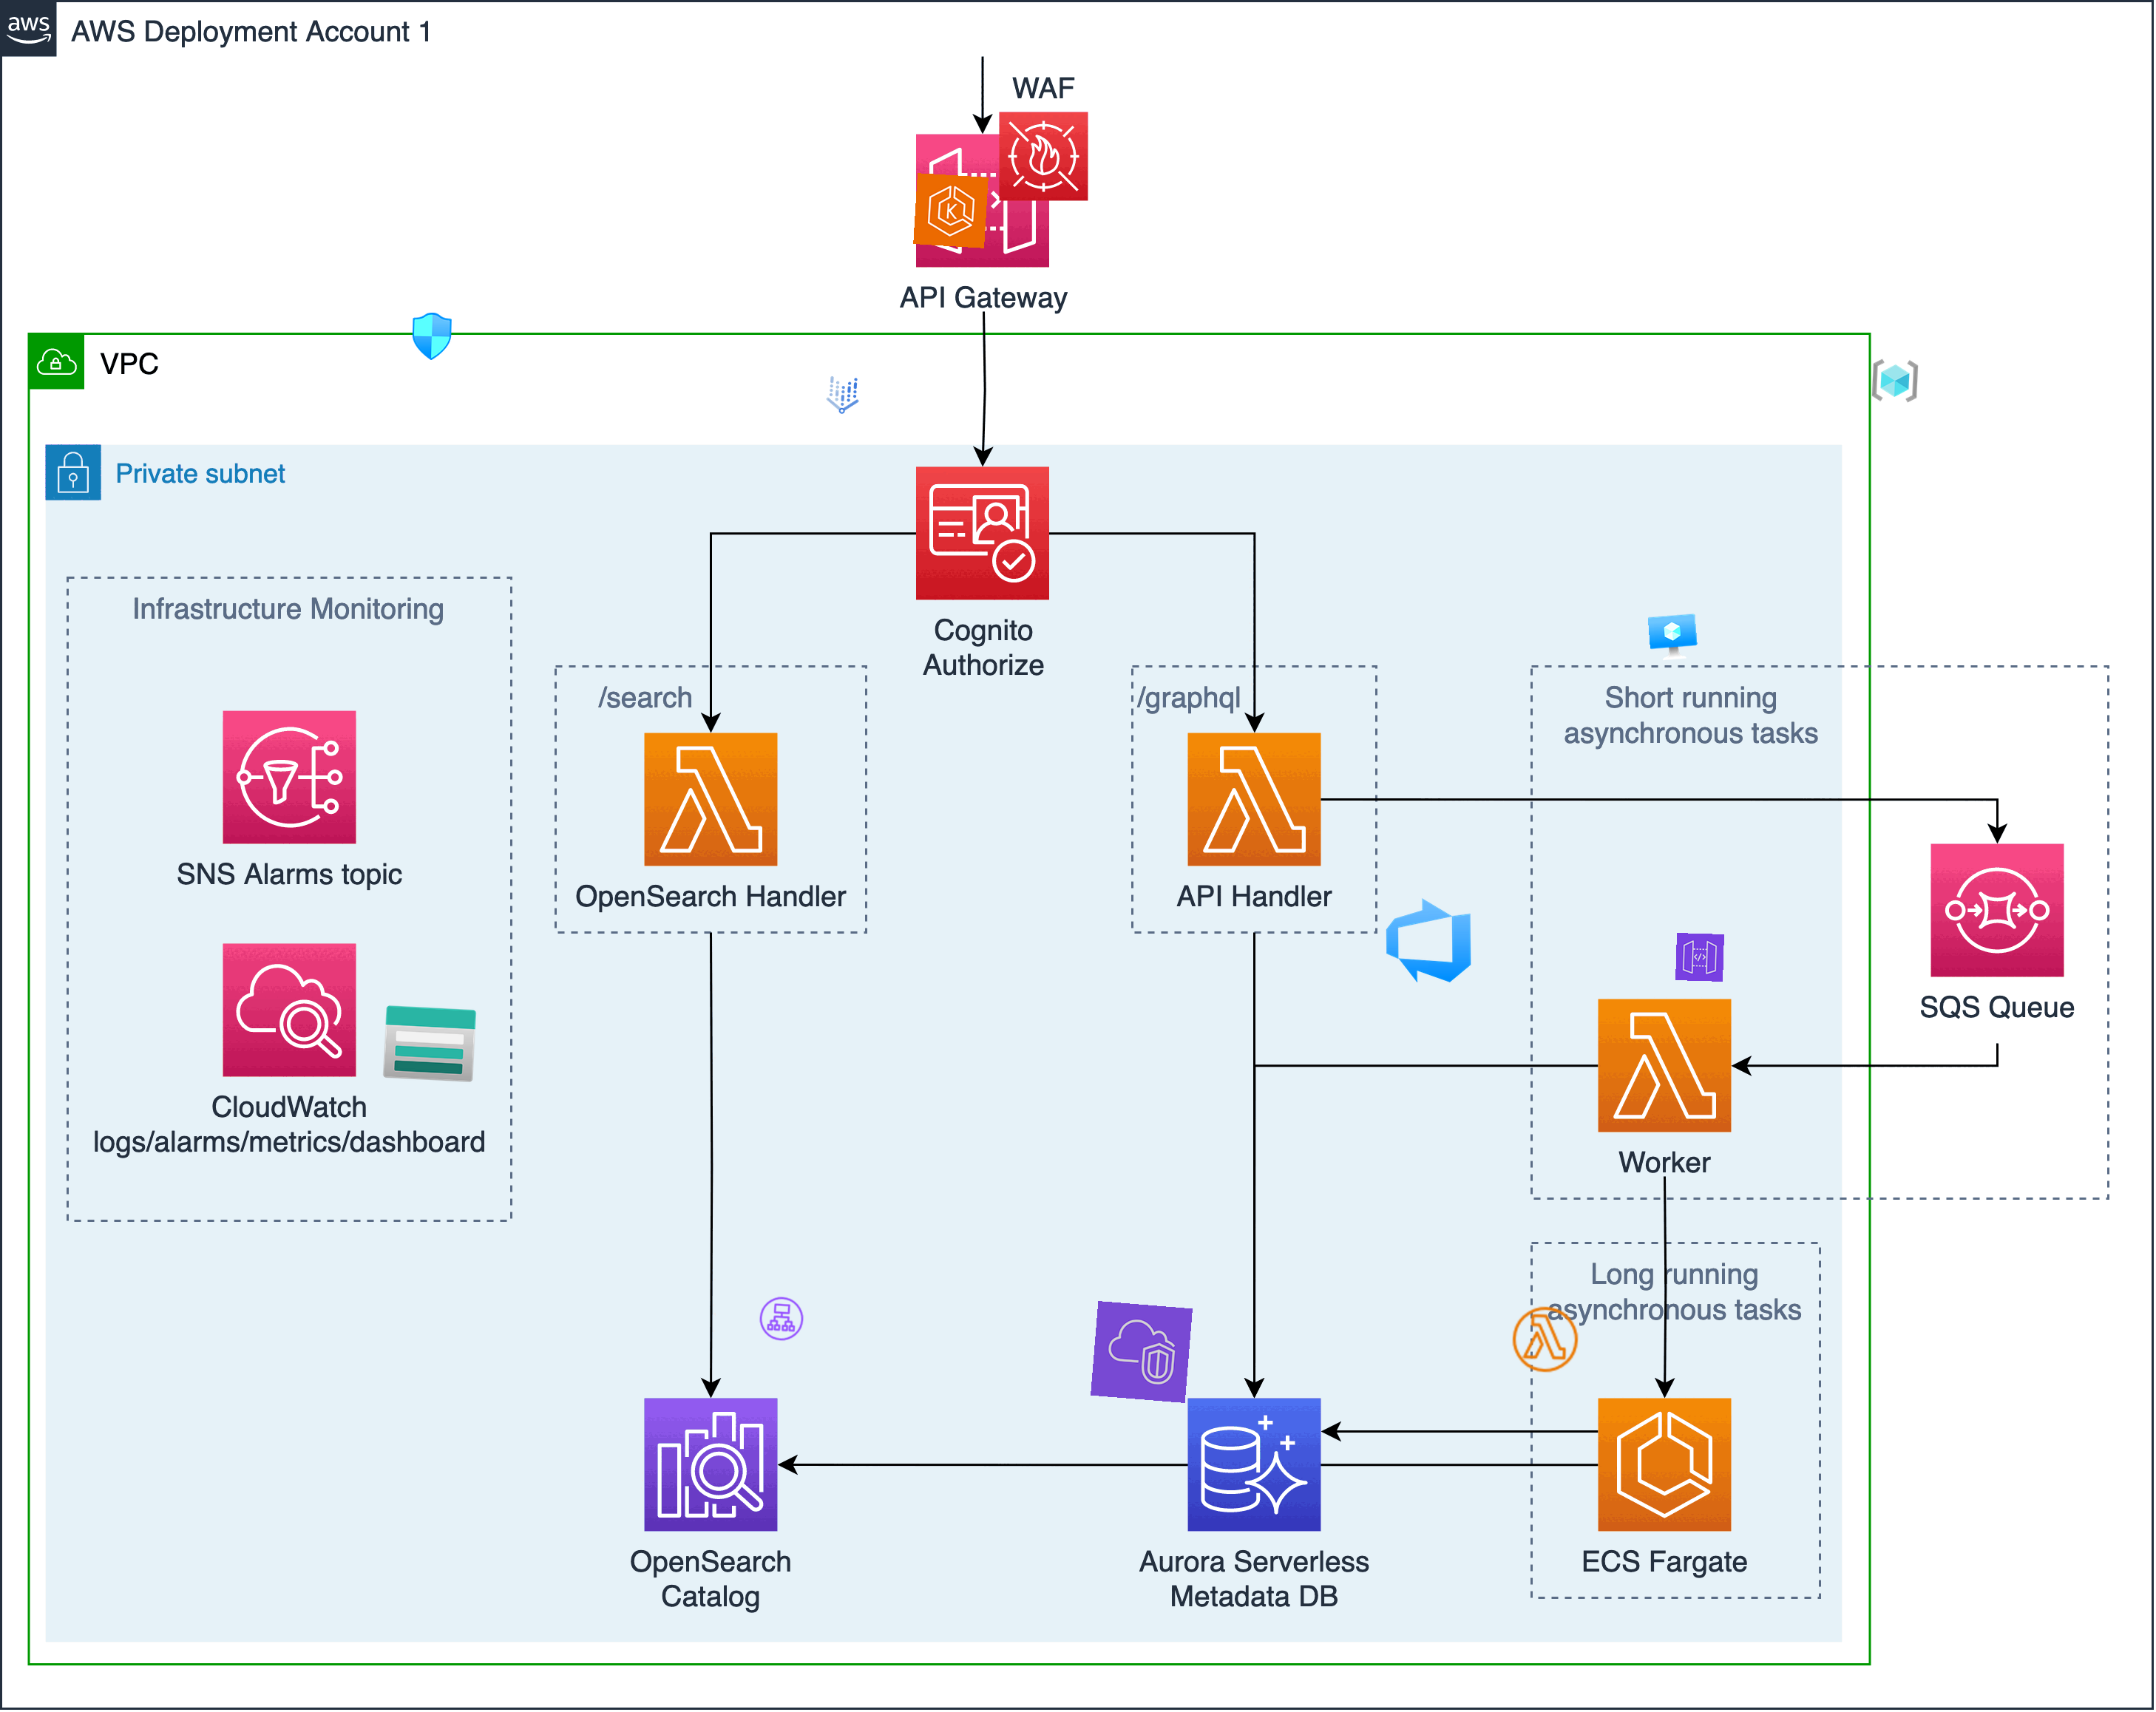 aws
AWS Deployment Account 1
WAF
K
API Gateway
VPC
Private subnet
Cognito
Authorize
Infrastructure Monitoring
/search
/graphql
Short running
asynchronous tasks
SNS Alarms topic
OpenSearch Handler
API Handler
SQS Queue
CloudWatch
logs/alarms/metrics/dashboard
Worker
Long running
asynchronous tasks
OpenSearch
Catalog
Aurora Serverless
Metadata DB
ECS Fargate